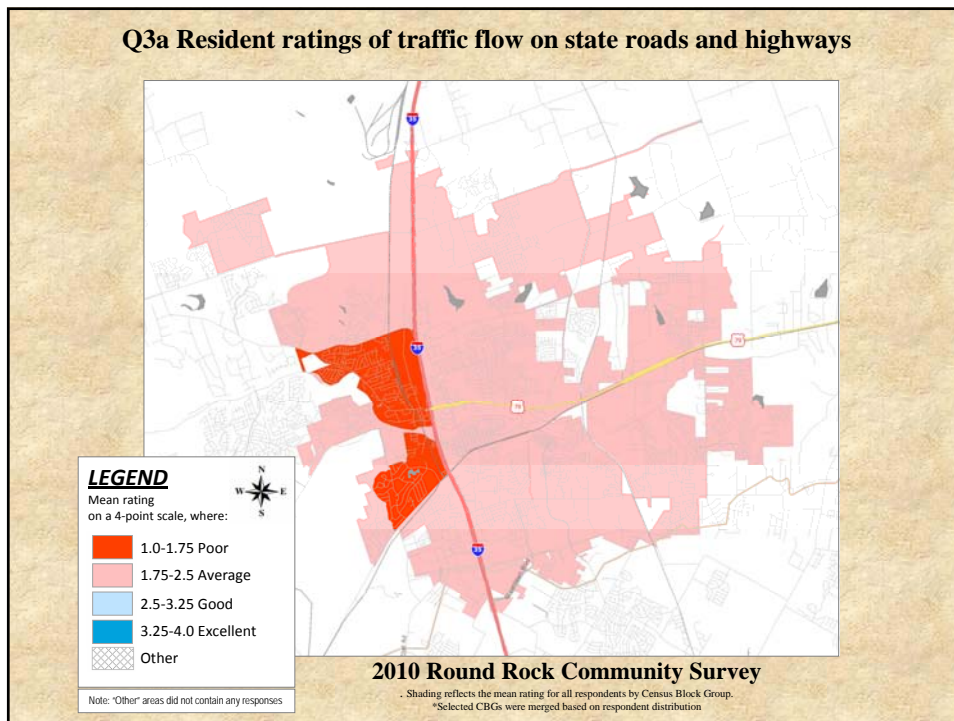 Q3a Resident ratings of traffic flow on state roads and highways
35
35
79
79
35
LEGEND
Mean rating
on a 4-point scale, where:
N
W E
S
1.0-1.75 Poor
1.75-2.5 Average
2.5-3.25 Good
3.25-4.0 Excellent
Other
Note: "Other" areas did not contain any responses
2010 Round Rock Community Survey
. Shading reflects the mean rating for all respondents by Census Block Group.
*Selected CBGs were merged based on respondent distribution